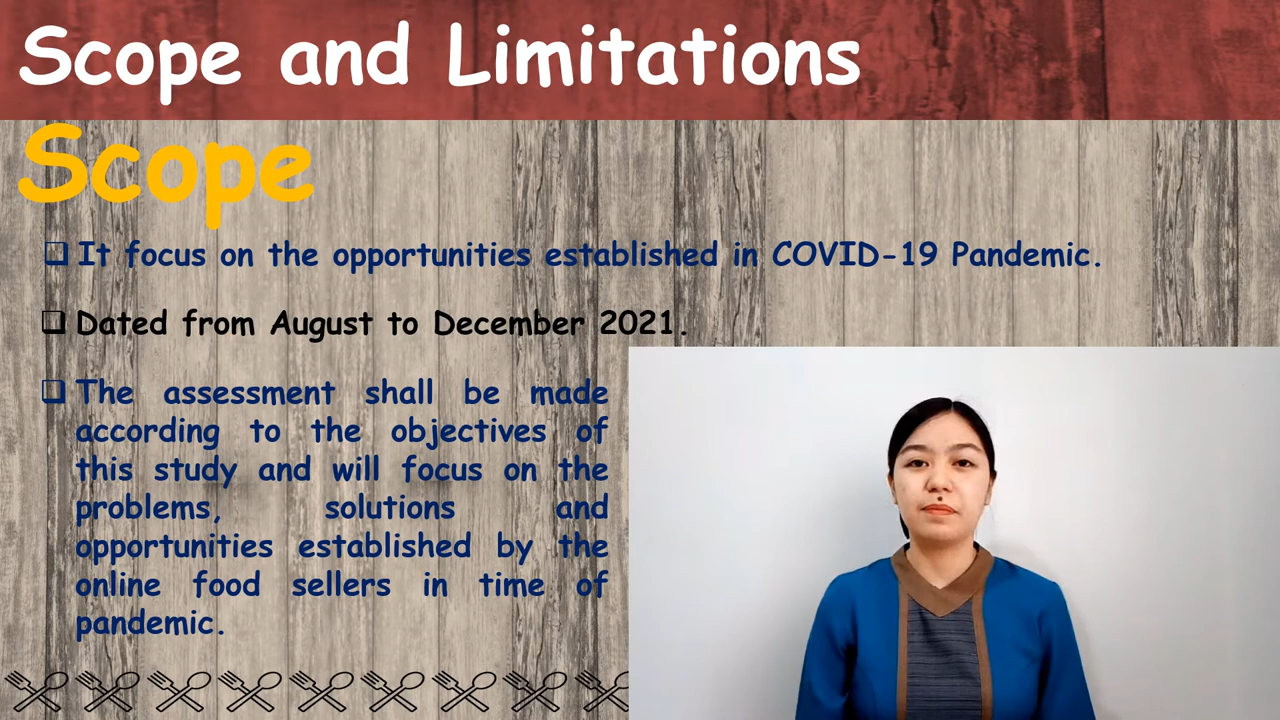 Scope and Limitations
Scope
It focus on the opportunities established in COVID-19 Pandemic.
Dated from August to December 2021.
The assessment shall be made
according to the objectives of
this study and will focus on the
problems, solutions and
opportunities established by the
online food sellers in time of
pandemic.